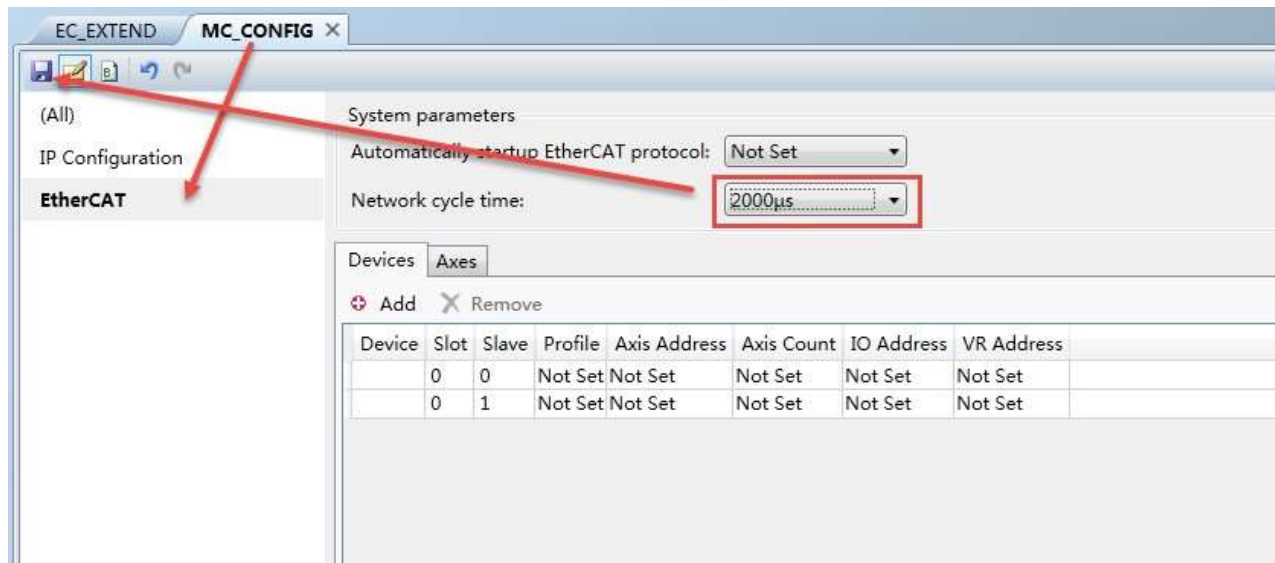 EC_EXTEND MC_CONFIG
(All)
IP Configuration
EtherCAT
System parameters
Automatically startup EtherCAT protocol: Not Set
Network cycle time: 2000µs
Devices Axes
Add Remove
Device Slot Slave Profile Axis Address Axis Count IO Address VR Address
0 0 Not Set Not Set Not Set Not Set Not Set
0 1 Not Set Not Set Not Set Not Set Not Set